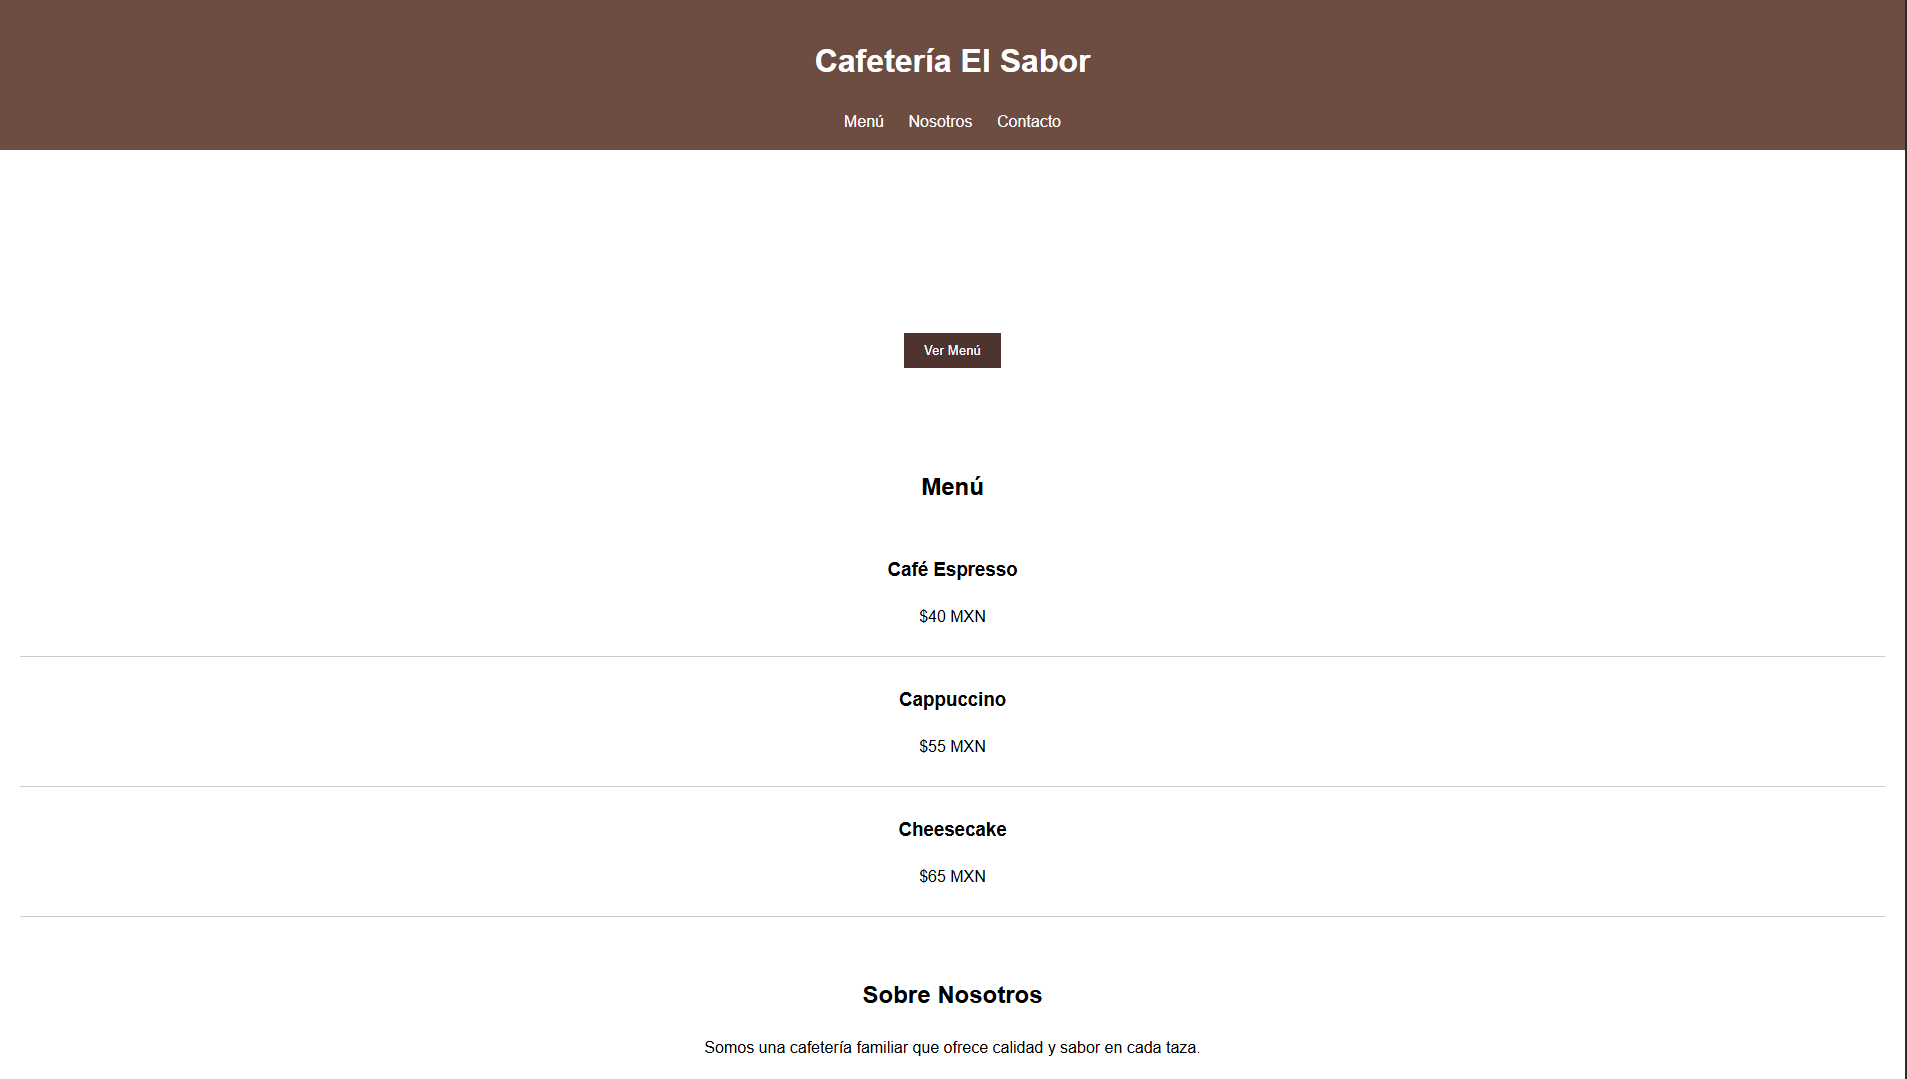 Cafetería El Sabor
Menú Nosotros Contacto
Ver Menú
Menú
Café Espresso
$40 MXN
Cappuccino
$55 MXN
Cheesecake
$65 MXN
Sobre Nosotros
Somos una cafetería familiar que ofrece calidad y sabor en cada taza.